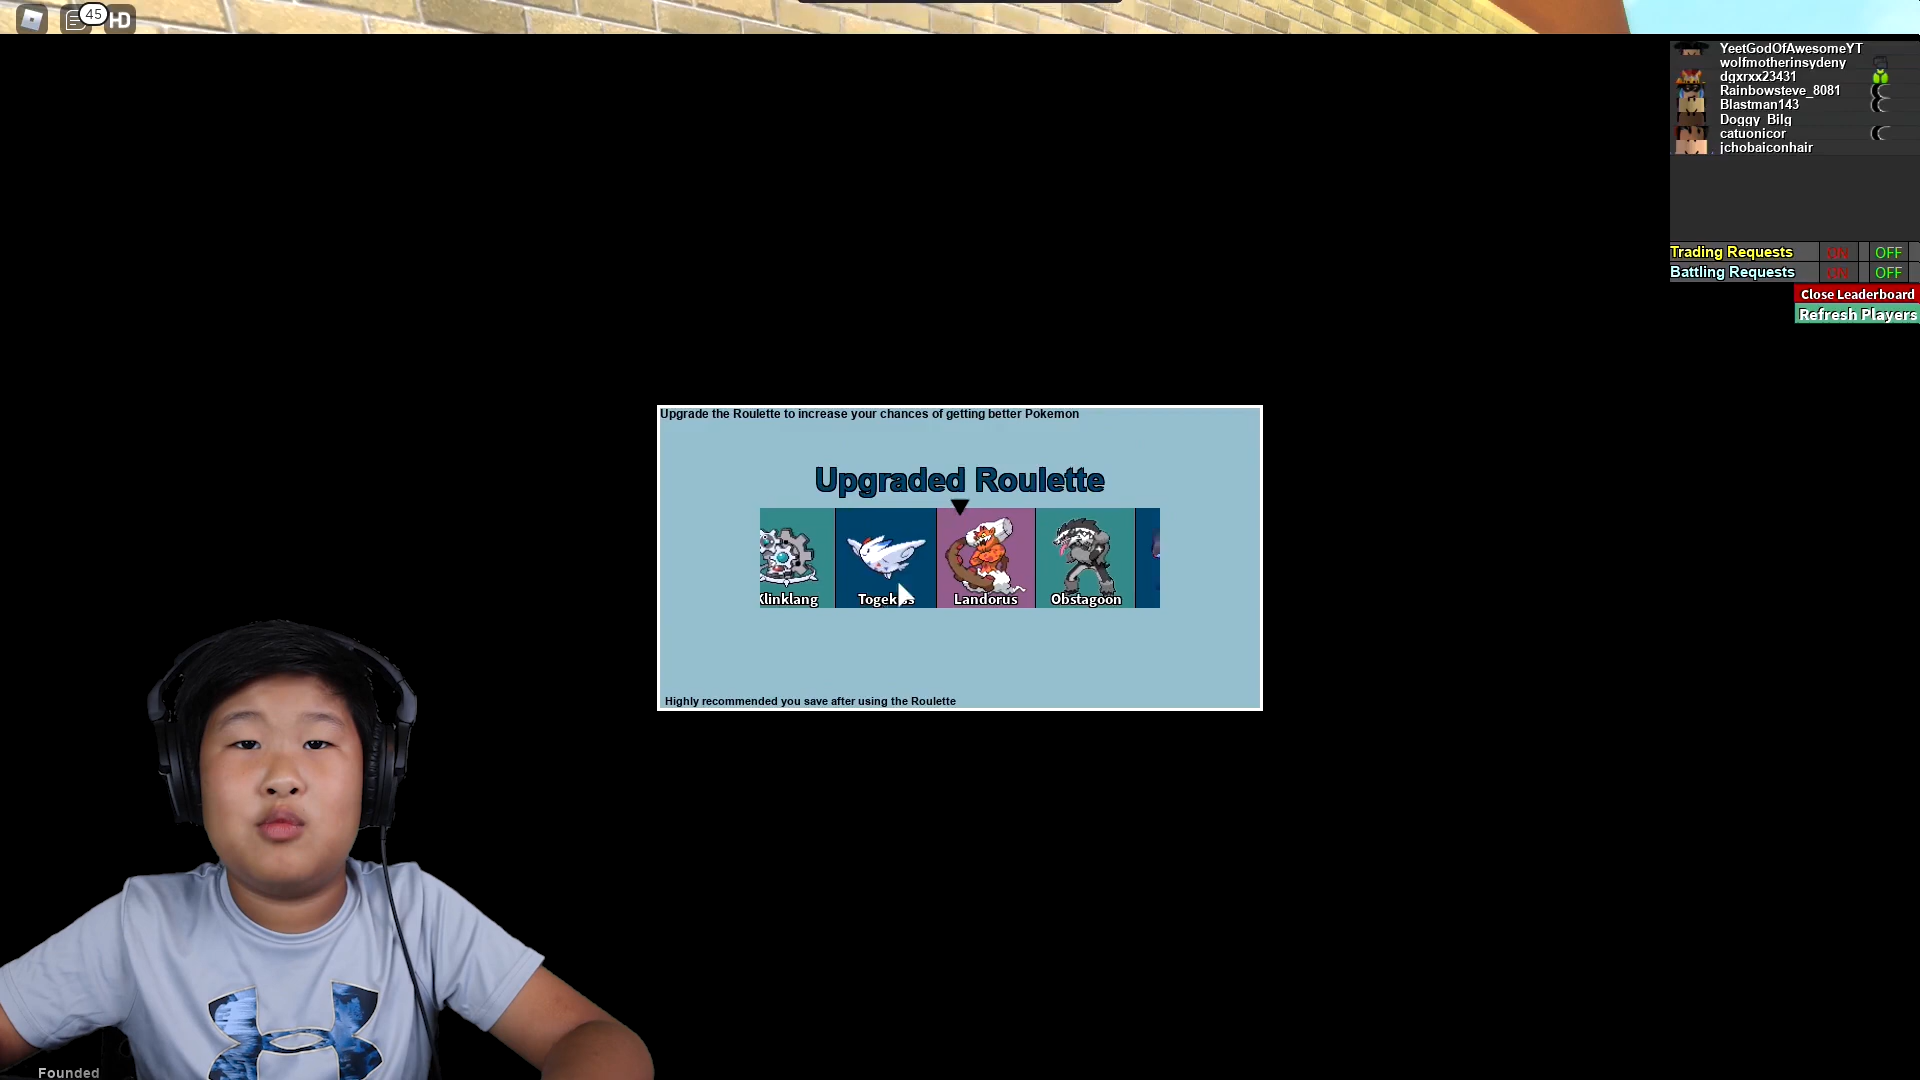 45
HD
YeetGodOfAwesomeYT
wolfmotherinsydeny
dgxrxx23431
Rainbowsteve_8081
Blastman143
Doggy_Bilg
catuonicor
jchobaiconhair
Trading Requests ON OFF
Battling Requests ON OFF
Close Leaderboard
Refresh Players
Upgrade the Roulette to increase your chances of getting better Pokemon
Upgraded Roulette
Klinklang Togekiss Landorus Obstagoon
Highly recommended you save after using the Roulette
Founded